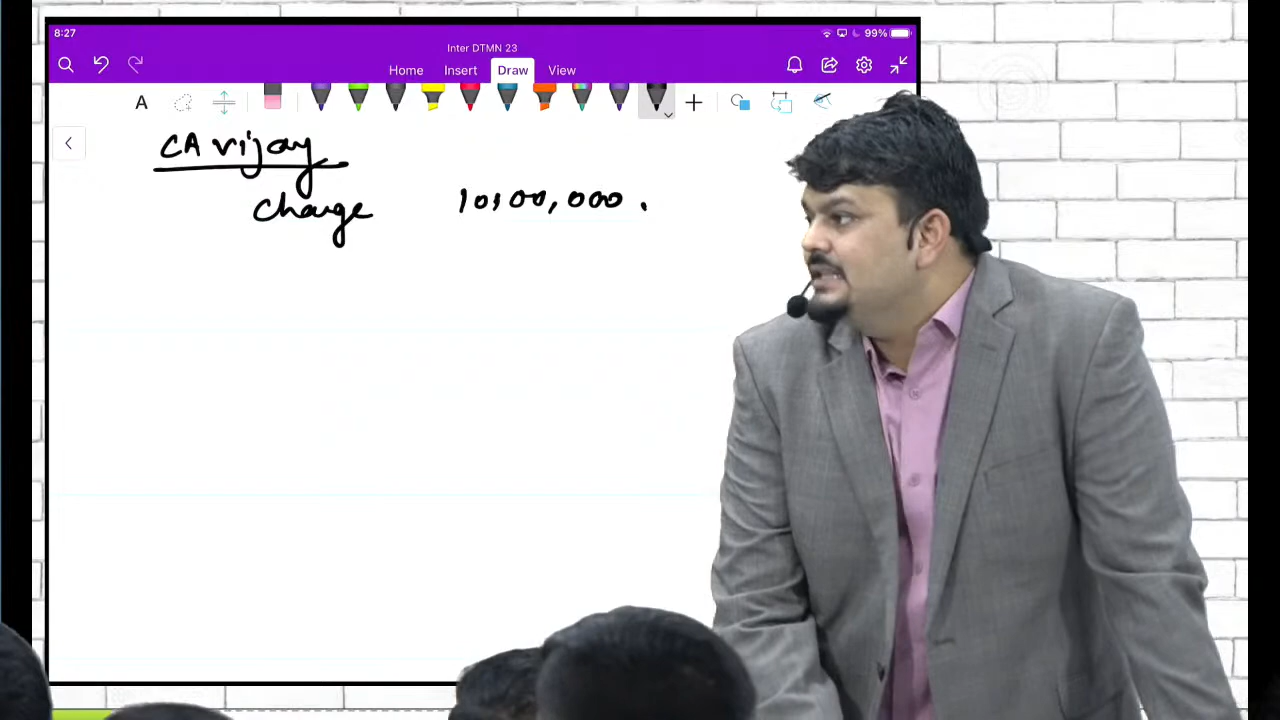 8:27
99%
Inter DTMN 23
Home Insert Draw View
A
CA vijay
charge 10,00,000.